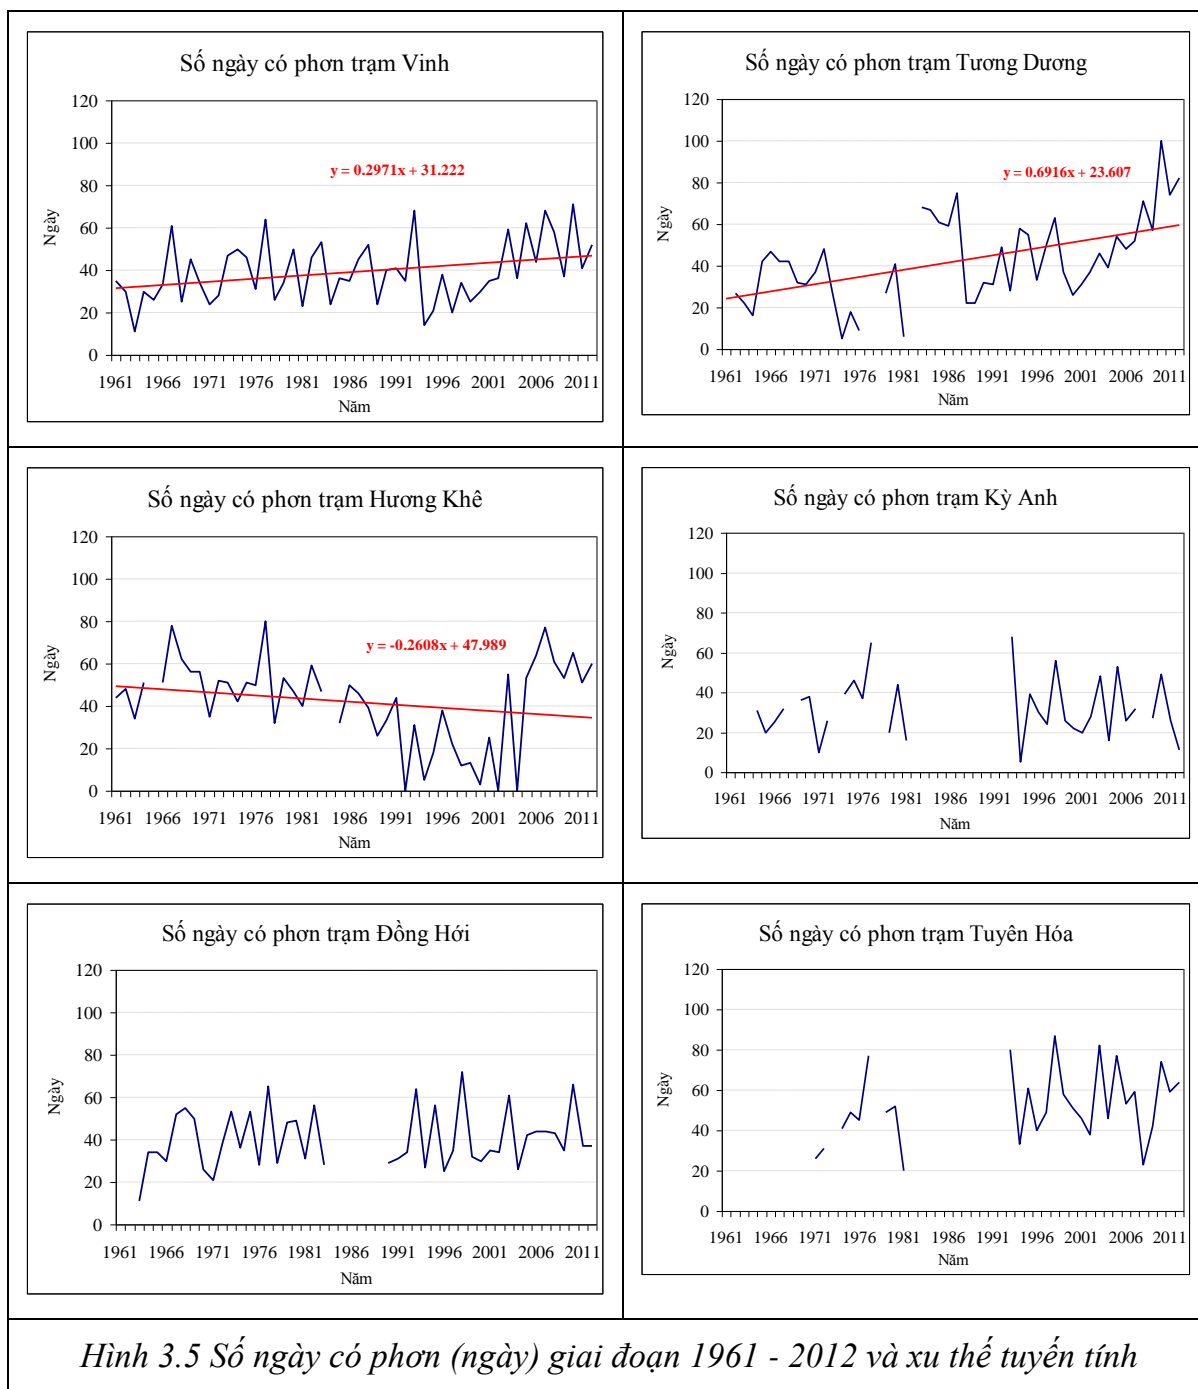 Số ngày có phơn trạm Vinh
120
100
80
60
40
20
0
Ngày
y = 0.2971x + 31.222
1961 1966 1971 1976 1981 1986 1991 1996 2001 2006 2011
Năm
Số ngày có phơn trạm Tương Dương
120
100
80
60
40
20
0
Ngày
y = 0.6916x + 23.607
1961 1966 1971 1976 1981 1986 1991 1996 2001 2006 2011
Năm
Số ngày có phơn trạm Hương Khê
120
100
80
60
40
20
0
Ngày
y = -0.2608x + 47.989
1961 1966 1971 1976 1981 1986 1991 1996 2001 2006 2011
Năm
Số ngày có phơn trạm Kỳ Anh
120
100
80
60
40
20
0
Ngày
1961 1966 1971 1976 1981 1986 1991 1996 2001 2006 2011
Năm
Số ngày có phơn trạm Đồng Hới
120
100
80
60
40
20
0
Ngày
1961 1966 1971 1976 1981 1986 1991 1996 2001 2006 2011
Năm
Số ngày có phơn trạm Tuyên Hóa
120
100
80
60
40
20
0
Ngày
1961 1966 1971 1976 1981 1986 1991 1996 2001 2006 2011
Năm
Hình 3.5 Số ngày có phơn (ngày) giai đoạn 1961 - 2012 và xu thế tuyến tính